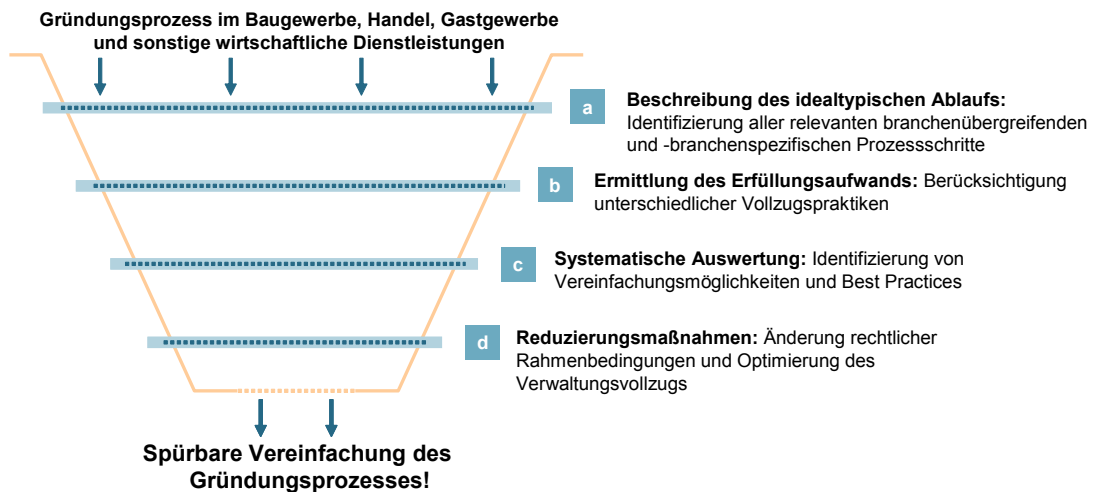 Gründungsprozess im Baugewerbe, Handel, Gastgewerbe
und sonstige wirtschaftliche Dienstleistungen
a
Beschreibung des idealtypischen Ablaufs:
Identifizierung aller relevanten branchenübergreifenden
und -branchenspezifischen Prozessschritte
b
Ermittlung des Erfüllungsaufwands: Berücksichtigung
unterschiedlicher Vollzugspraktiken
c
Systematische Auswertung: Identifizierung von
Vereinfachungsmöglichkeiten und Best Practices
d
Reduzierungsmaßnahmen: Änderung rechtlicher
Rahmenbedingungen und Optimierung des
Verwaltungsvollzugs
Spürbare Vereinfachung des
Gründungsprozesses!